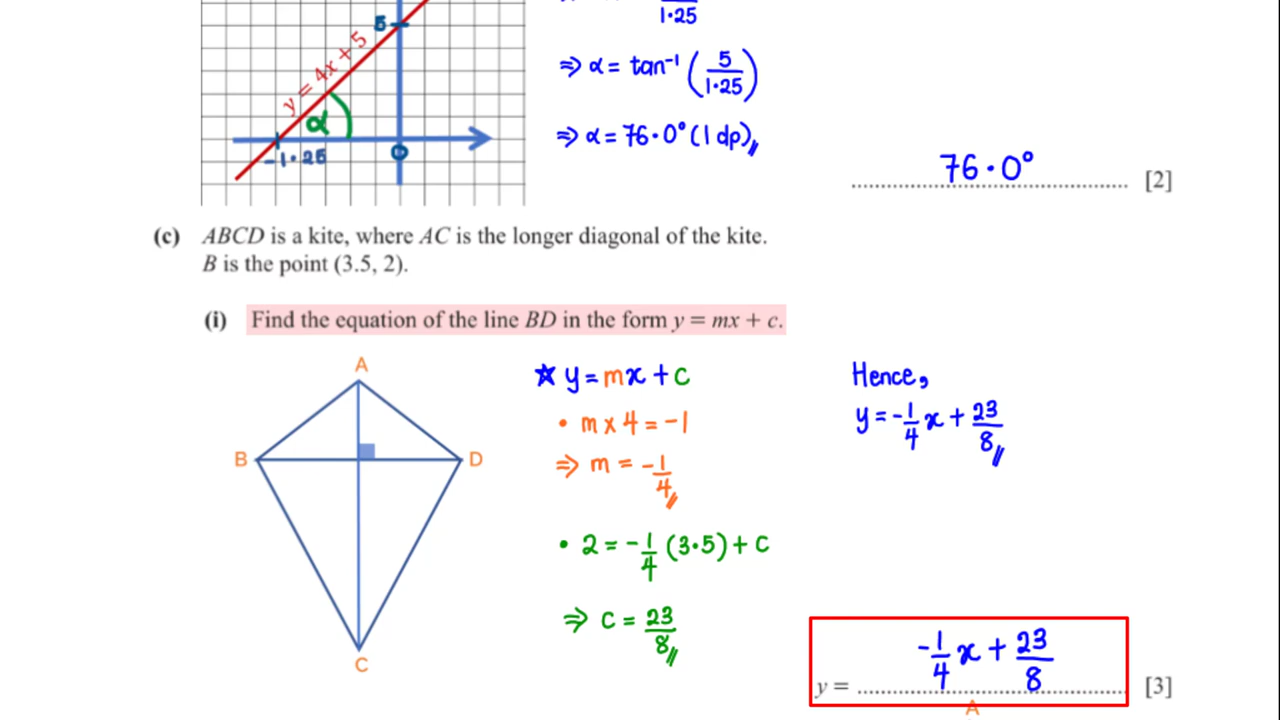 1·25
5
y = 4x + 5
α
-1·25
0
⇒ α = tan⁻¹ (5/1·25)
⇒ α = 76·0° (1 dp)
76·0°
[2]
(c) ABCD is a kite, where AC is the longer diagonal of the kite.
B is the point (3.5, 2).
(i) Find the equation of the line BD in the form y = mx + c.
A
B
D
C
★ y = mx + c
• m x 4 = -1
⇒ m = -1/4
• 2 = -1/4 (3·5) + c
⇒ c = 23/8
Hence,
y = -1/4 x + 23/8
y = -1/4 x + 23/8 [3]
A